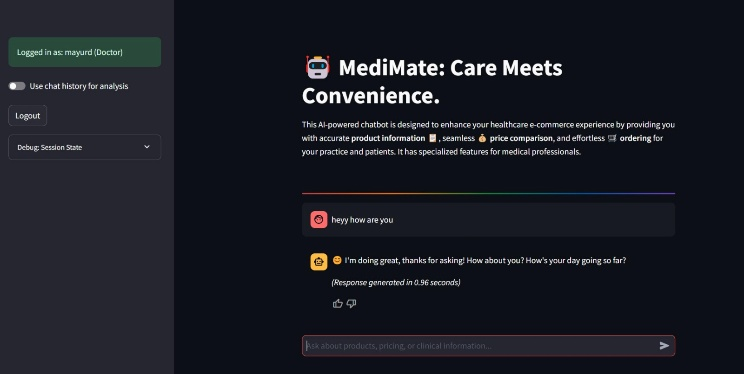 Logged in as: mayurd (Doctor)
Use chat history for analysis
Logout
Debug: Session State
MediMate: Care Meets
Convenience.
This AI-powered chatbot is designed to enhance your healthcare e-commerce experience by providing you
with accurate product information , seamless price comparison, and effortless ordering for
your practice and patients. It has specialized features for medical professionals.
heyy how are you
I'm doing great, thanks for asking! How about you? How's your day going so far?
(Response generated in 0.96 seconds)
Ask about products, pricing, or clinical information...